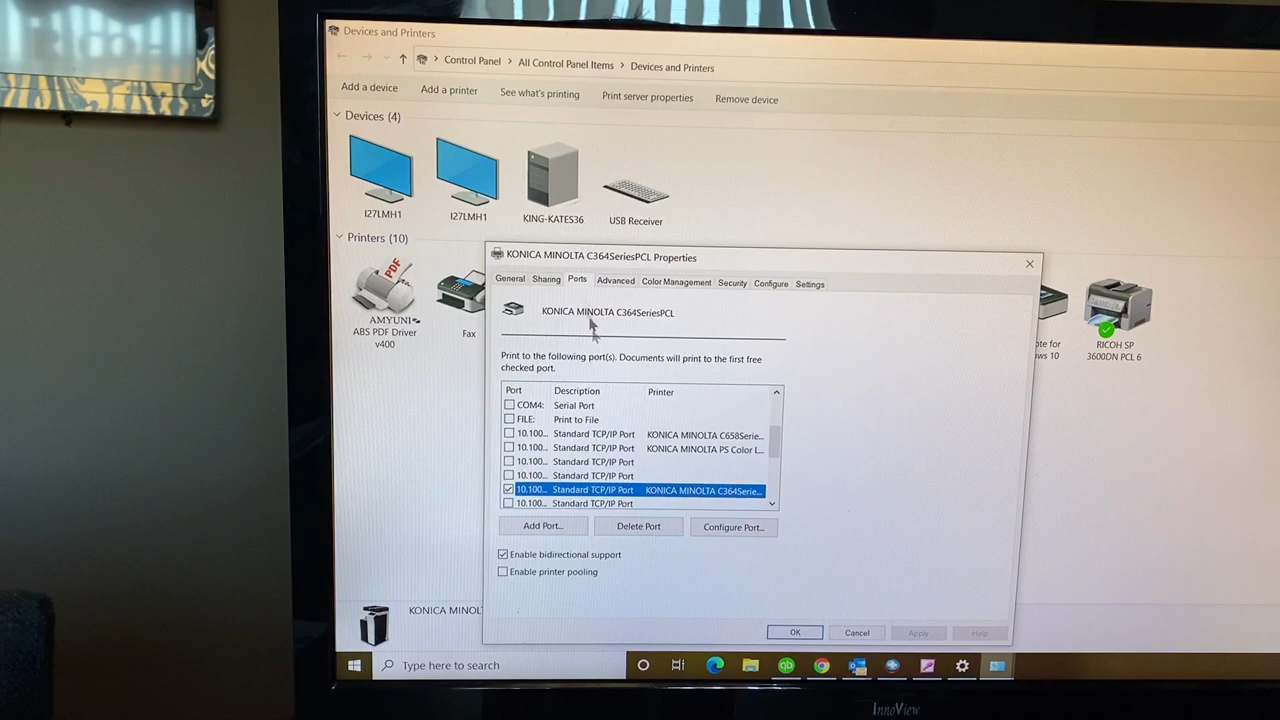 Devices and Printers
Control Panel > All Control Panel Items > Devices and Printers
Add a device Add a printer See what's printing Print server properties Remove device
Devices (4)
I27LMH1 I27LMH1 KING-KATES36 USB Receiver
Printers (10)
PDF
AMYUNI
ABS PDF Driver
v400
Fax
KONICA MINOLTA C364SeriesPCL Properties
General Sharing Ports Advanced Color Management Security Configure Settings
KONICA MINOLTA C364SeriesPCL
Print to the following port(s). Documents will print to the first free
checked port.
Port Description Printer
COM4: Serial Port
FILE: Print to File
10.100... Standard TCP/IP Port KONICA MINOLTA C658Serie...
10.100... Standard TCP/IP Port KONICA MINOLTA PS Color L...
10.100... Standard TCP/IP Port
10.100... Standard TCP/IP Port
10.100... Standard TCP/IP Port KONICA MINOLTA C364Serie...
10.100... Standard TCP/IP Port
Add Port... Delete Port Configure Port...
Enable bidirectional support
Enable printer pooling
OK Cancel Apply Help
ote for
ows 10
RICOH SP
3600DN PCL 6
KONICA MINOL
Type here to search
qb
InnoView